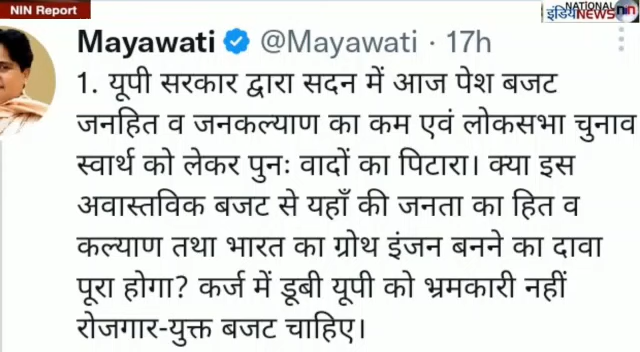 NIN Report
NATIONAL
इंडिया NEWS nin
Mayawati @Mayawati · 17h
1. यूपी सरकार द्वारा सदन में आज पेश बजट
जनहित व जनकल्याण का कम एवं लोकसभा चुनाव
स्वार्थ को लेकर पुनः वादों का पिटारा। क्या इस
अवास्तविक बजट से यहाँ की जनता का हित व
कल्याण तथा भारत का ग्रोथ इंजन बनने का दावा
पूरा होगा? कर्ज में डूबी यूपी को भ्रमकारी नहीं
रोजगार-युक्त बजट चाहिए।